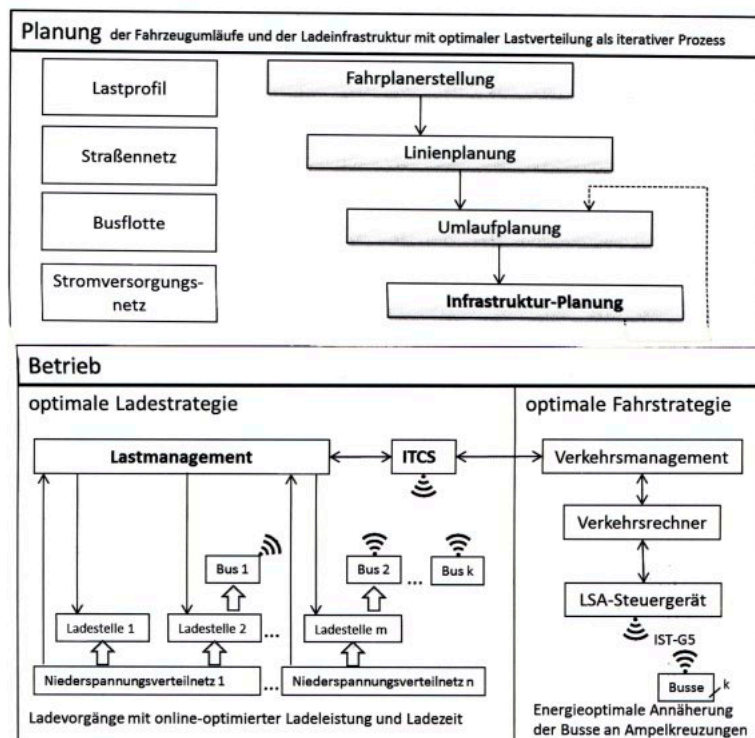 Planung der Fahrzeugumläufe und der Ladeinfrastruktur mit optimaler Lastverteilung als iterativer Prozess
Lastprofil
Straßennetz
Busflotte
Stromversorgungs-
netz
Fahrplanerstellung
Linienplanung
Umlaufplanung
Infrastruktur-Planung
Betrieb
optimale Ladestrategie
Lastmanagement
ITCS
Bus 1
Bus 2
...
Bus k
Ladestelle 1
Ladestelle 2
...
Ladestelle m
Niederspannungsverteilnetz 1
...
Niederspannungsverteilnetz n
Ladevorgänge mit online-optimierter Ladeleistung und Ladezeit
optimale Fahrstrategie
Verkehrsmanagement
Verkehrsrechner
LSA-Steuergerät
IST-G5
Busse
k
Energieoptimale Annäherung
der Busse an Ampelkreuzungen